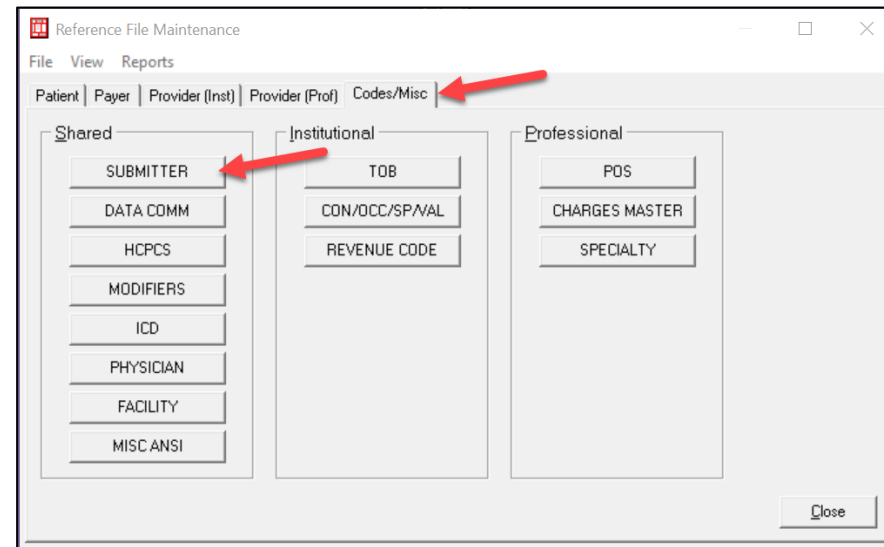 Reference File Maintenance
File View Reports
Patient Payer Provider (Inst) Provider (Prof) Codes/Misc
Shared
SUBMITTER
DATA COMM
HCPCS
MODIFIERS
ICD
PHYSICIAN
FACILITY
MISC ANSI
Institutional
TOB
CON/OCC/SP/VAL
REVENUE CODE
Professional
POS
CHARGES MASTER
SPECIALTY
Close